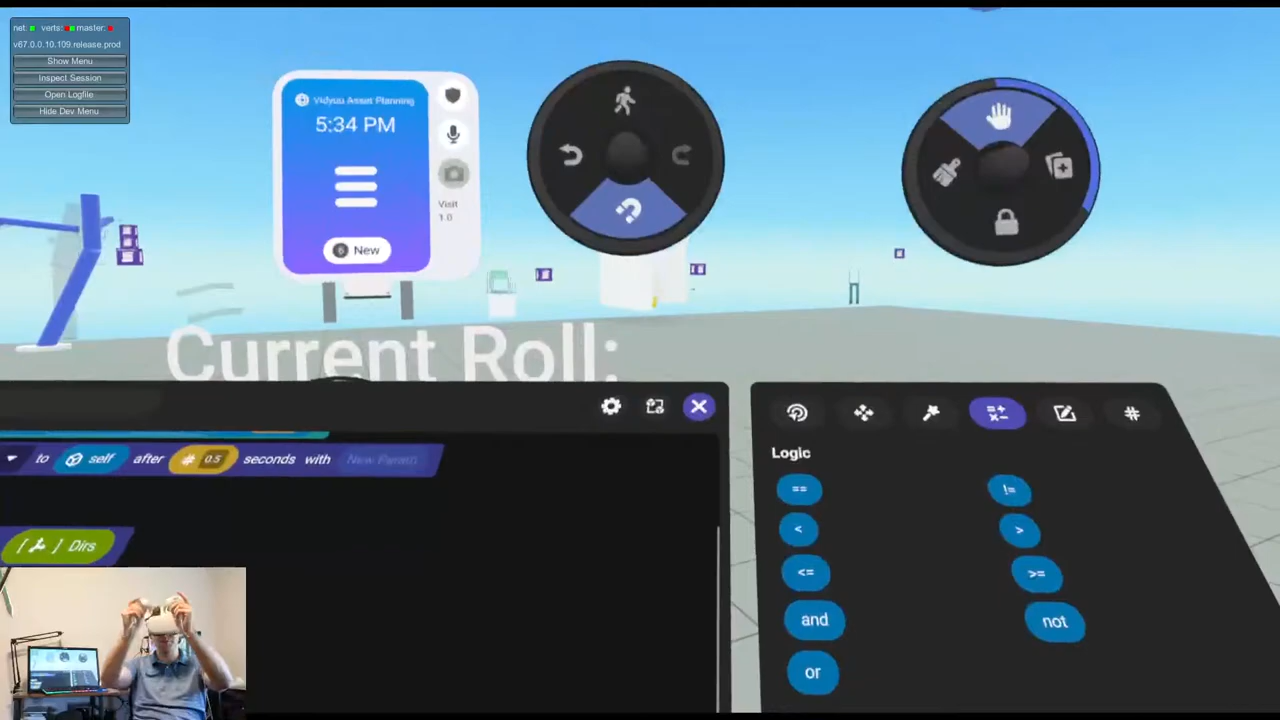 net: verts: master:
v67.0.0.10.109.release.prod
Show Menu
Inspect Session
Open Logfile
Hide Dev Menu
Vidyuu Asset Planning
5:34 PM
Visit
1.0
New
Current Roll:
to self after # 0.5 seconds with New Param
[ ] Dirs
#
Logic
== !=
< >
<= >=
and not
or